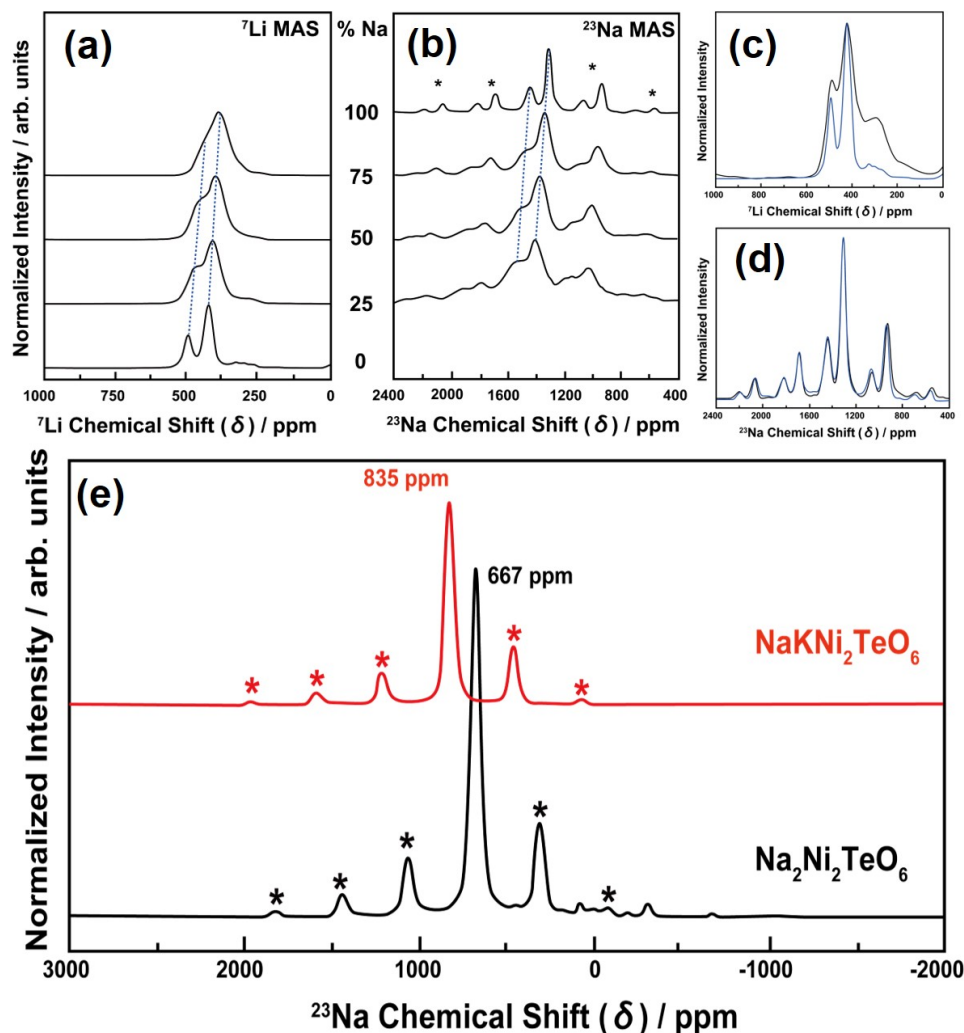 (a)
⁷Li MAS
% Na
(b)
²³Na MAS
(c)
* * * *
100
75
50
25
0
Normalized Intensity / arb. units
1000 750 500 250 0
⁷Li Chemical Shift (δ) / ppm
2400 2000 1600 1200 800 400
²³Na Chemical Shift (δ) / ppm
Normalized Intensity
1000 800 600 400 200 0
⁷Li Chemical Shift (δ) / ppm
(d)
Normalized Intensity
2400 2000 1600 1200 800 400
²³Na Chemical Shift (δ) / ppm
(e)
835 ppm
667 ppm
* * * * *
NaKNi₂TeO₆
* * * * *
Na₂Ni₂TeO₆
Normalized Intensity / arb. units
3000 2000 1000 0 -1000 -2000
²³Na Chemical Shift (δ) / ppm